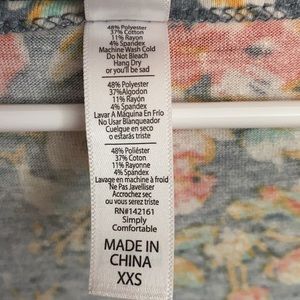 48% Polyester
37% Cotton
11% Rayon
4% Spandex
Machine Wash Cold
Do Not Bleach
Hang Dry
or you'll be sad
48% Polyester
37%Algodon
11% Rayón
4% Spandex
Lavar A Máquina En Frío
No Usar Blanqueador
Cuelgue en seco
o estarás triste
48% Poliéster
37% Coton
11% Rayonne
4% Spandex
Lavage en machine à froid
Ne Pas Javelliser
Accrochez sec
ou vous serez triste
RN#142161
Simply
Comfortable
MADE IN
CHINA
XXS